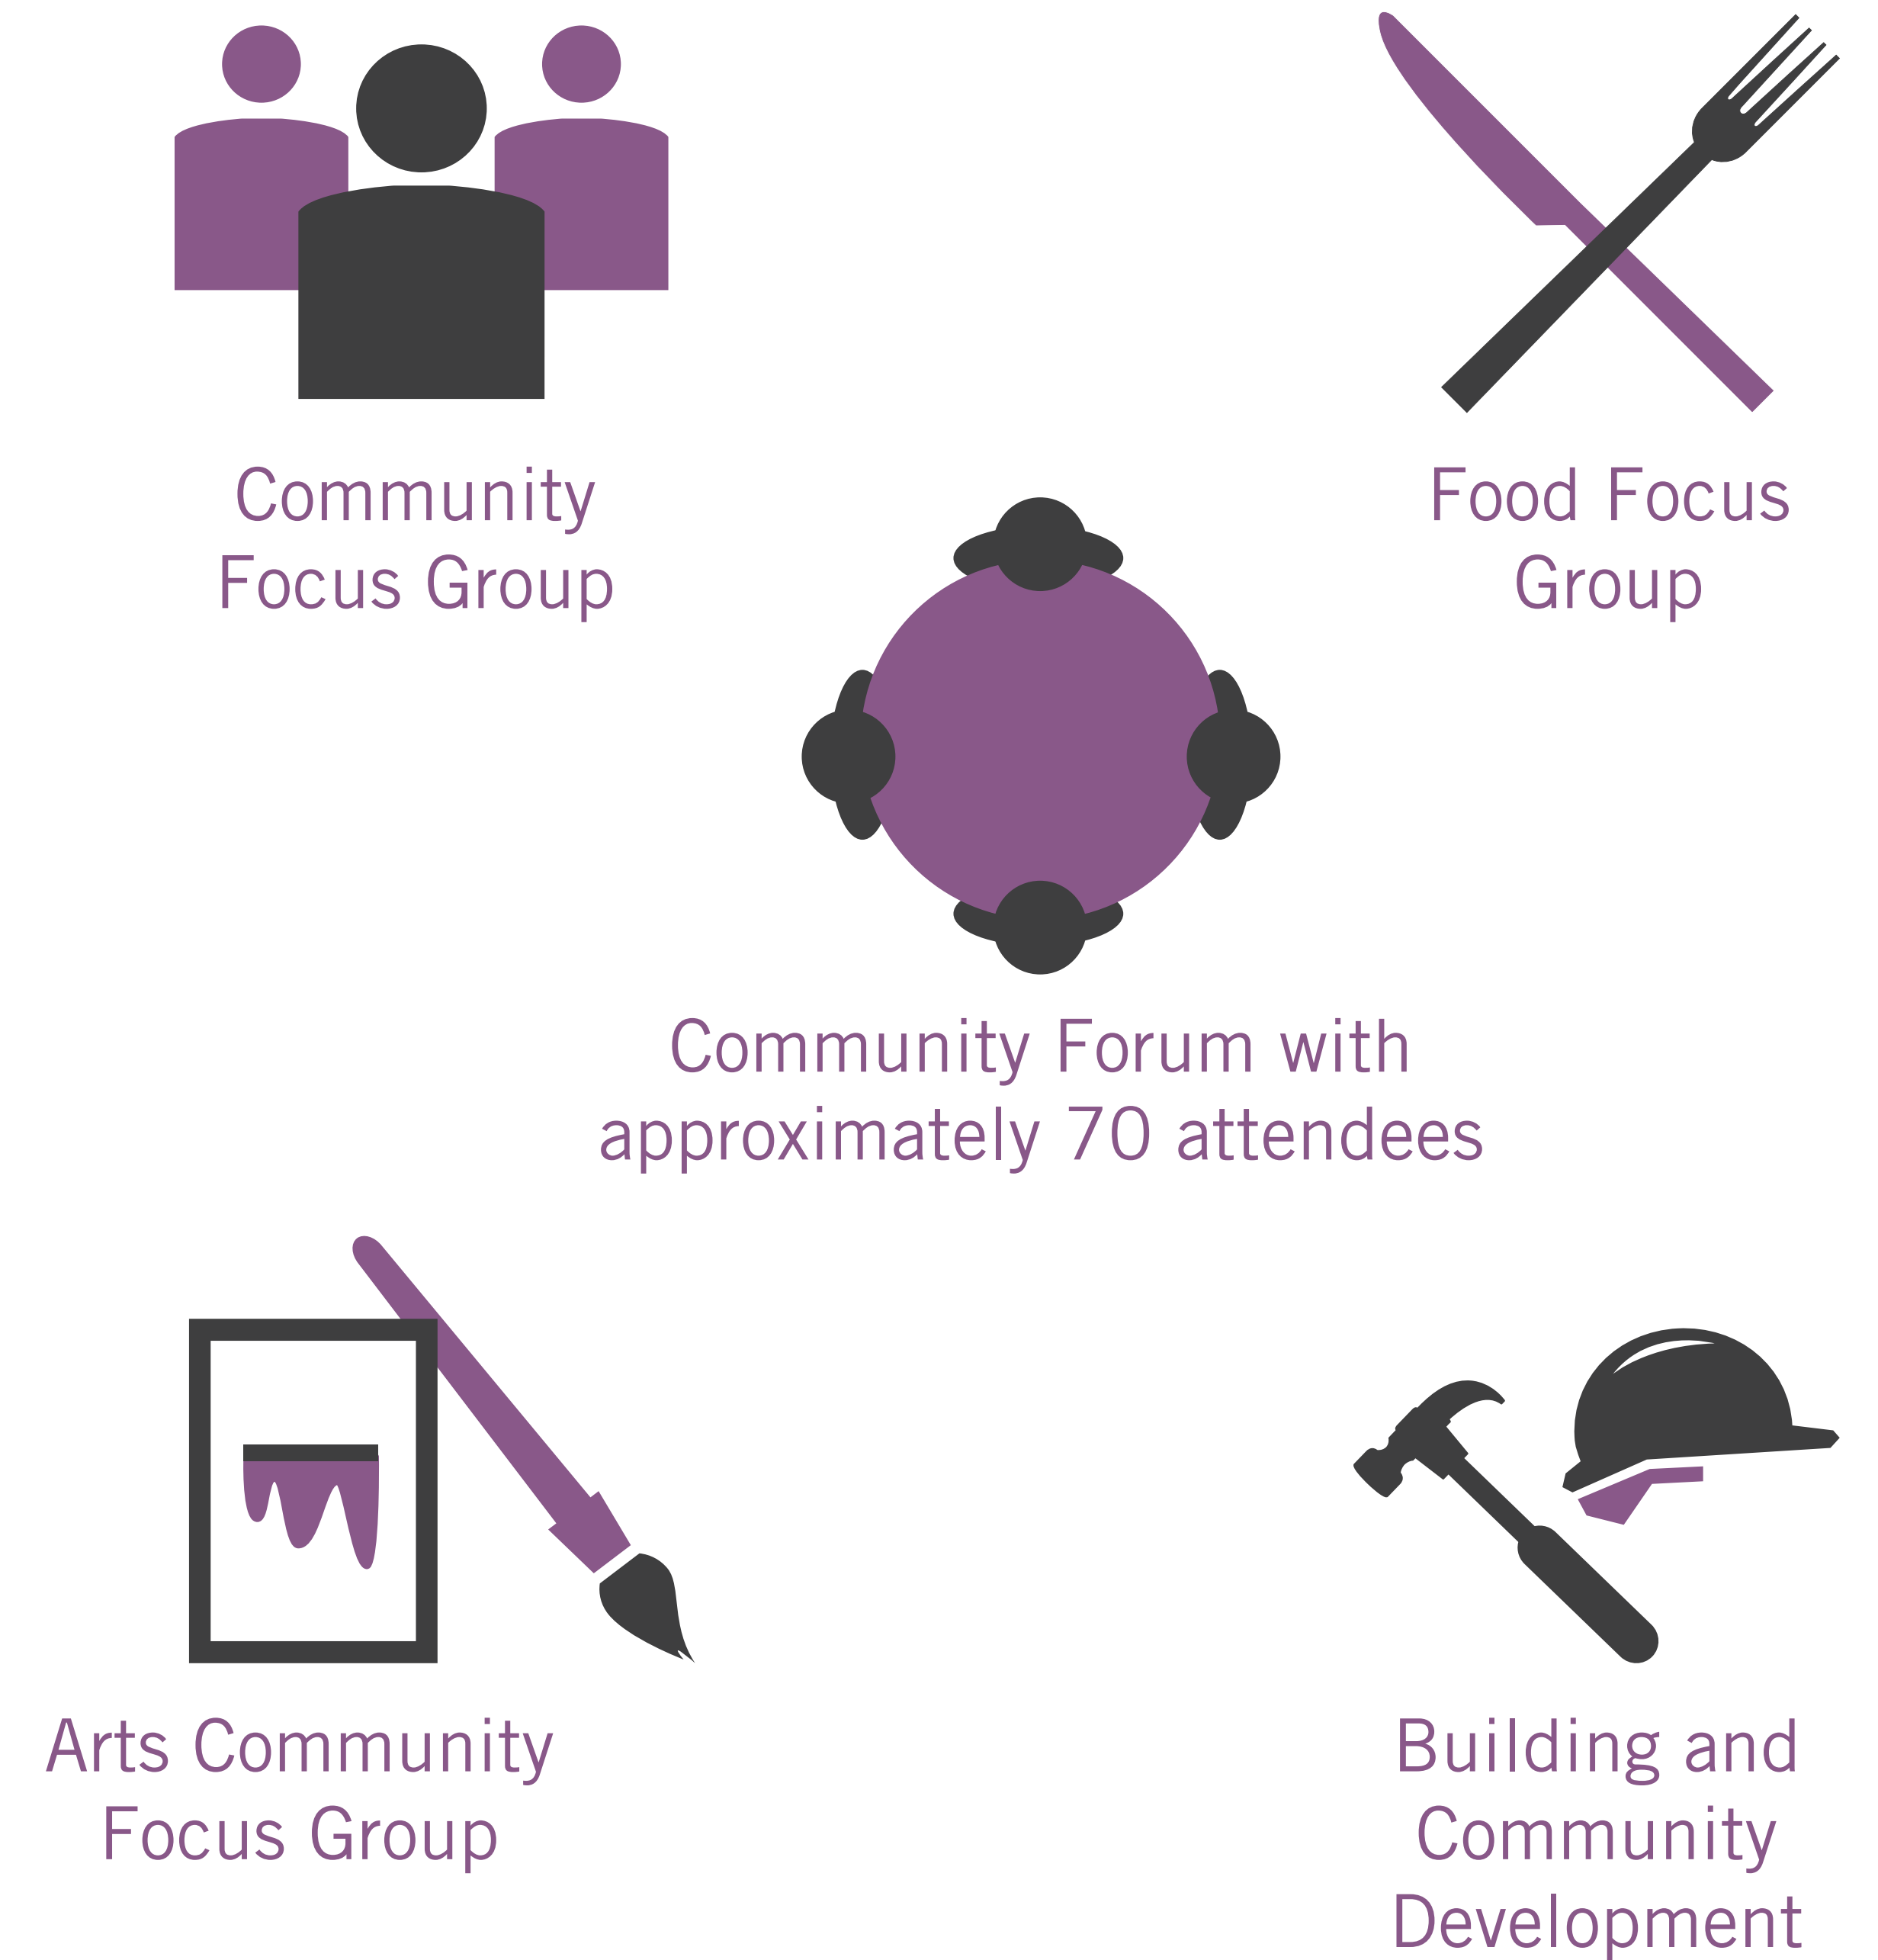 Community
Focus Group
Food Focus
Group
Community Forum with
approximately 70 attendees
Arts Community
Focus Group
Building and
Community
Development